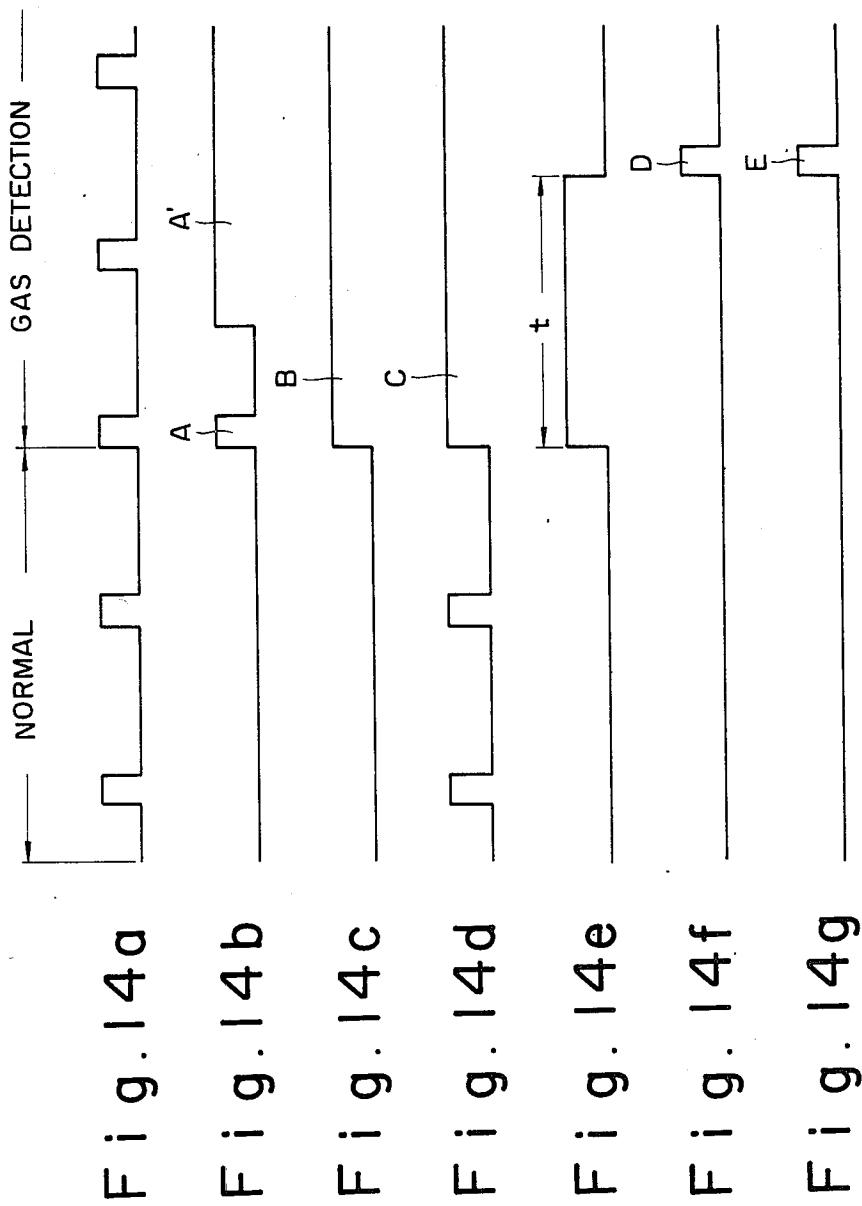 NORMAL
GAS DETECTION
Fig. 14a
Fig. 14b
A
A'
Fig. 14c
B
Fig. 14d
C
Fig. 14e
t
Fig. 14f
D
Fig. 14g
E